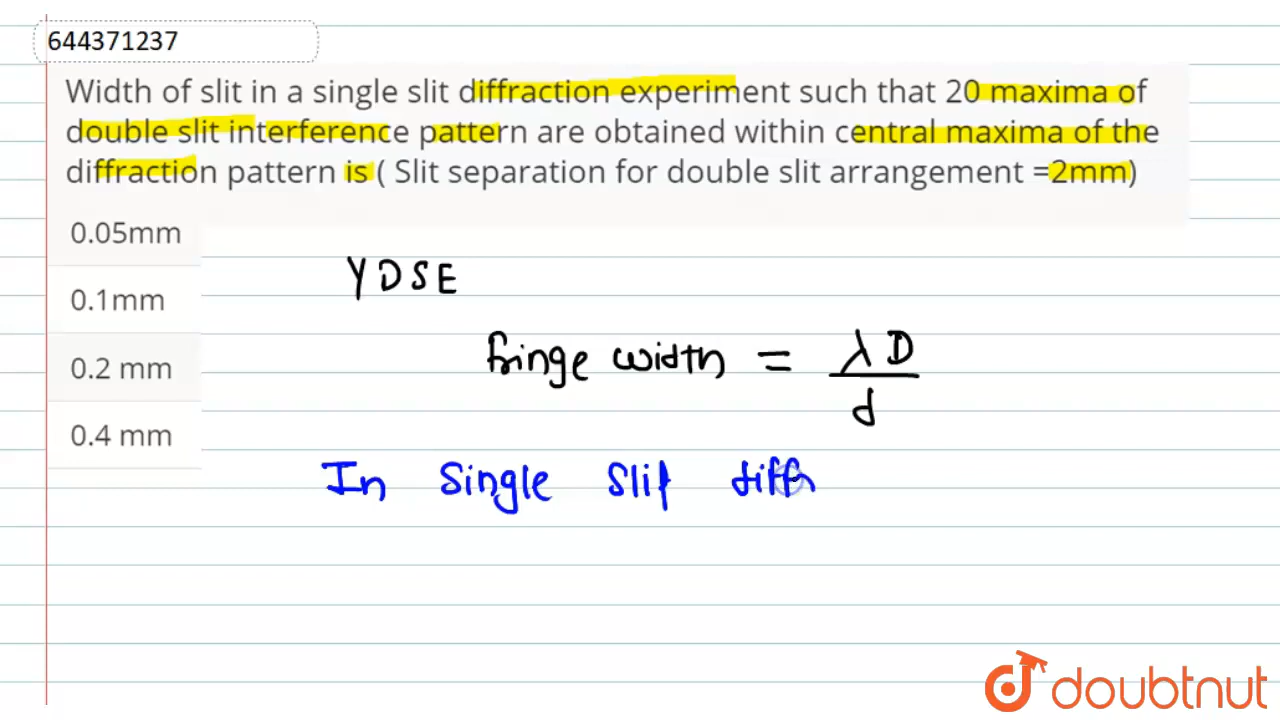 644371237
Width of slit in a single slit diffraction experiment such that 20 maxima of
double slit interference pattern are obtained within central maxima of the
diffraction pattern is ( Slit separation for double slit arrangement =2mm)
0.05mm
0.1mm
0.2 mm
0.4 mm
YDSE
fringe width = λD
d
In Single Slit diffr
doubtnut